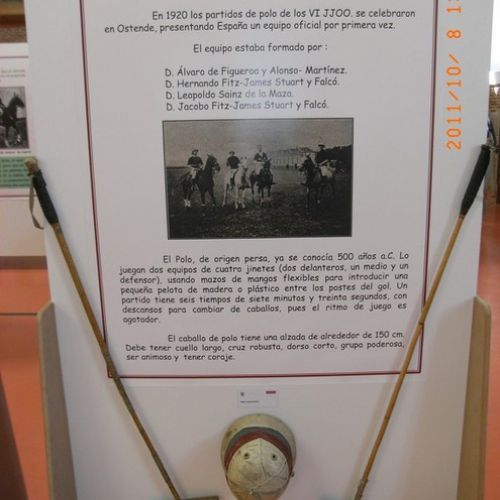 En 1920 los partidos de polo de los VI JJOO. se celebraron
en Ostende, presentando España un equipo oficial por primera vez.
El equipo estaba formado por :
D. Álvaro de Figueroa y Alonso- Martínez.
D. Hernando Fitz-James Stuart y Falcó.
D. Leopoldo Sainz de la Maza.
D. Jacobo Fitz-James Stuart y Falcó.
El Polo, de origen persa, ya se conocía 500 años a.C. Lo
juegan dos equipos de cuatro jinetes (dos delanteros, un medio y un
defensor), usando mazos de mangos flexibles para introducir una
pequeña pelota de madera o plástico entre los postes del gol. Un
partido tiene seis tiempos de siete minutos y treinta segundos, con
descansos para cambiar de caballos, pues el ritmo de juego es
agotador.
El caballo de polo tiene una alzada de alrededor de 150 cm.
Debe tener cuello largo, cruz robusta, dorso corto, grupa poderosa,
ser animoso y tener coraje.
2011/10/ 8 1